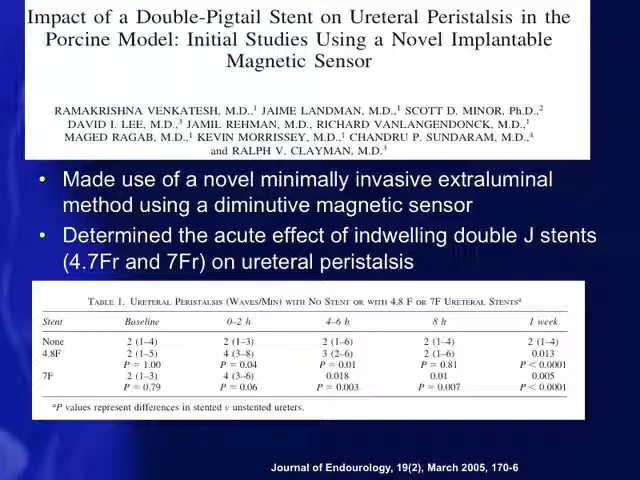 Impact of a Double-Pigtail Stent on Ureteral Peristalsis in the
Porcine Model: Initial Studies Using a Novel Implantable
Magnetic Sensor
RAMAKRISHNA VENKATESH, M.D.,1 JAIME LANDMAN, M.D.,1 SCOTT D. MINOR, Ph.D.,2
DAVID I. LEE, M.D.,3 JAMIL REHMAN, M.D., RICHARD VANLANGENDONCK, M.D.,1
MAGED RAGAB, M.D.,1 KEVIN MORRISSEY, M.D.,1 CHANDRU P. SUNDARAM, M.D.,4
and RALPH V. CLAYMAN, M.D.3
• Made use of a novel minimally invasive extraluminal
method using a diminutive magnetic sensor
• Determined the acute effect of indwelling double J stents
(4.7Fr and 7Fr) on ureteral peristalsis
TABLE 1. URETERAL PERISTALSIS (WAVES/MIN) WITH NO STENT OR WITH 4.8 F OR 7F URETERAL STENTSa
Stent Baseline 0–2 h 4–6 h 8 h 1 week
None 2 (1–4) 2 (1–3) 2 (1–6) 2 (1–4) 2 (1–4)
4.8F 2 (1–5) 4 (3–8) 3 (2–6) 2 (1–6) 0.013
P = 1.00 P = 0.04 P = 0.01 P = 0.81 P < 0.0001
7F 2 (1–3) 4 (3–6) 0.018 0.01 0.005
P = 0.79 P = 0.06 P = 0.003 P = 0.007 P < 0.0001
aP values represent differences in stented v unstented ureters.
Journal of Endourology, 19(2), March 2005, 170-6